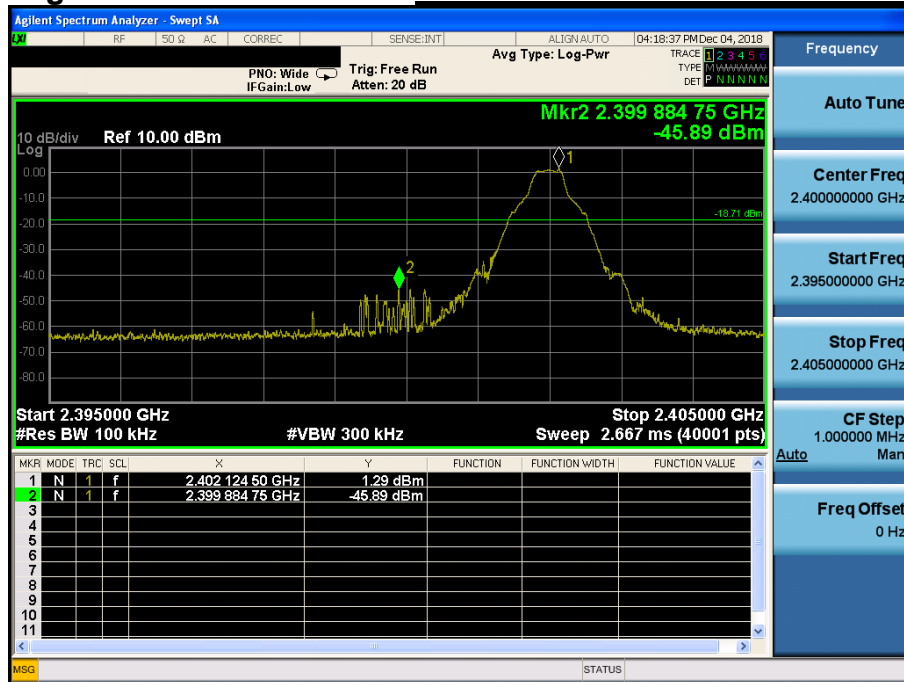 Agilent Spectrum Analyzer - Swept SA
LXI RF 50 Ω AC CORREC SENSE:INT ALIGN AUTO 04:18:37 PM Dec 04, 2018
Avg Type: Log-Pwr
PNO: Wide
IFGain:Low
Trig: Free Run
Atten: 20 dB
TRACE 1 2 3 4 5 6
TYPE M W W W W W
DET P N N N N N
Mkr2 2.399 884 75 GHz
-45.89 dBm
10 dB/div Ref 10.00 dBm
Log
0.00
-10.0
-20.0
-30.0
-40.0
-50.0
-60.0
-70.0
-80.0
1
-18.71 dBm
2
Start 2.395000 GHz Stop 2.405000 GHz
#Res BW 100 kHz #VBW 300 kHz Sweep 2.667 ms (40001 pts)
MKR MODE TRC SCL X Y FUNCTION FUNCTION WIDTH FUNCTION VALUE
1 N 1 f 2.402 124 50 GHz 1.29 dBm
2 N 1 f 2.399 884 75 GHz -45.89 dBm
3
4
5
6
7
8
9
10
11
MSG STATUS
Frequency
Auto Tune
Center Freq
2.400000000 GHz
Start Freq
2.395000000 GHz
Stop Freq
2.405000000 GHz
CF Step
1.000000 MHz
Auto Man
Freq Offset
0 Hz